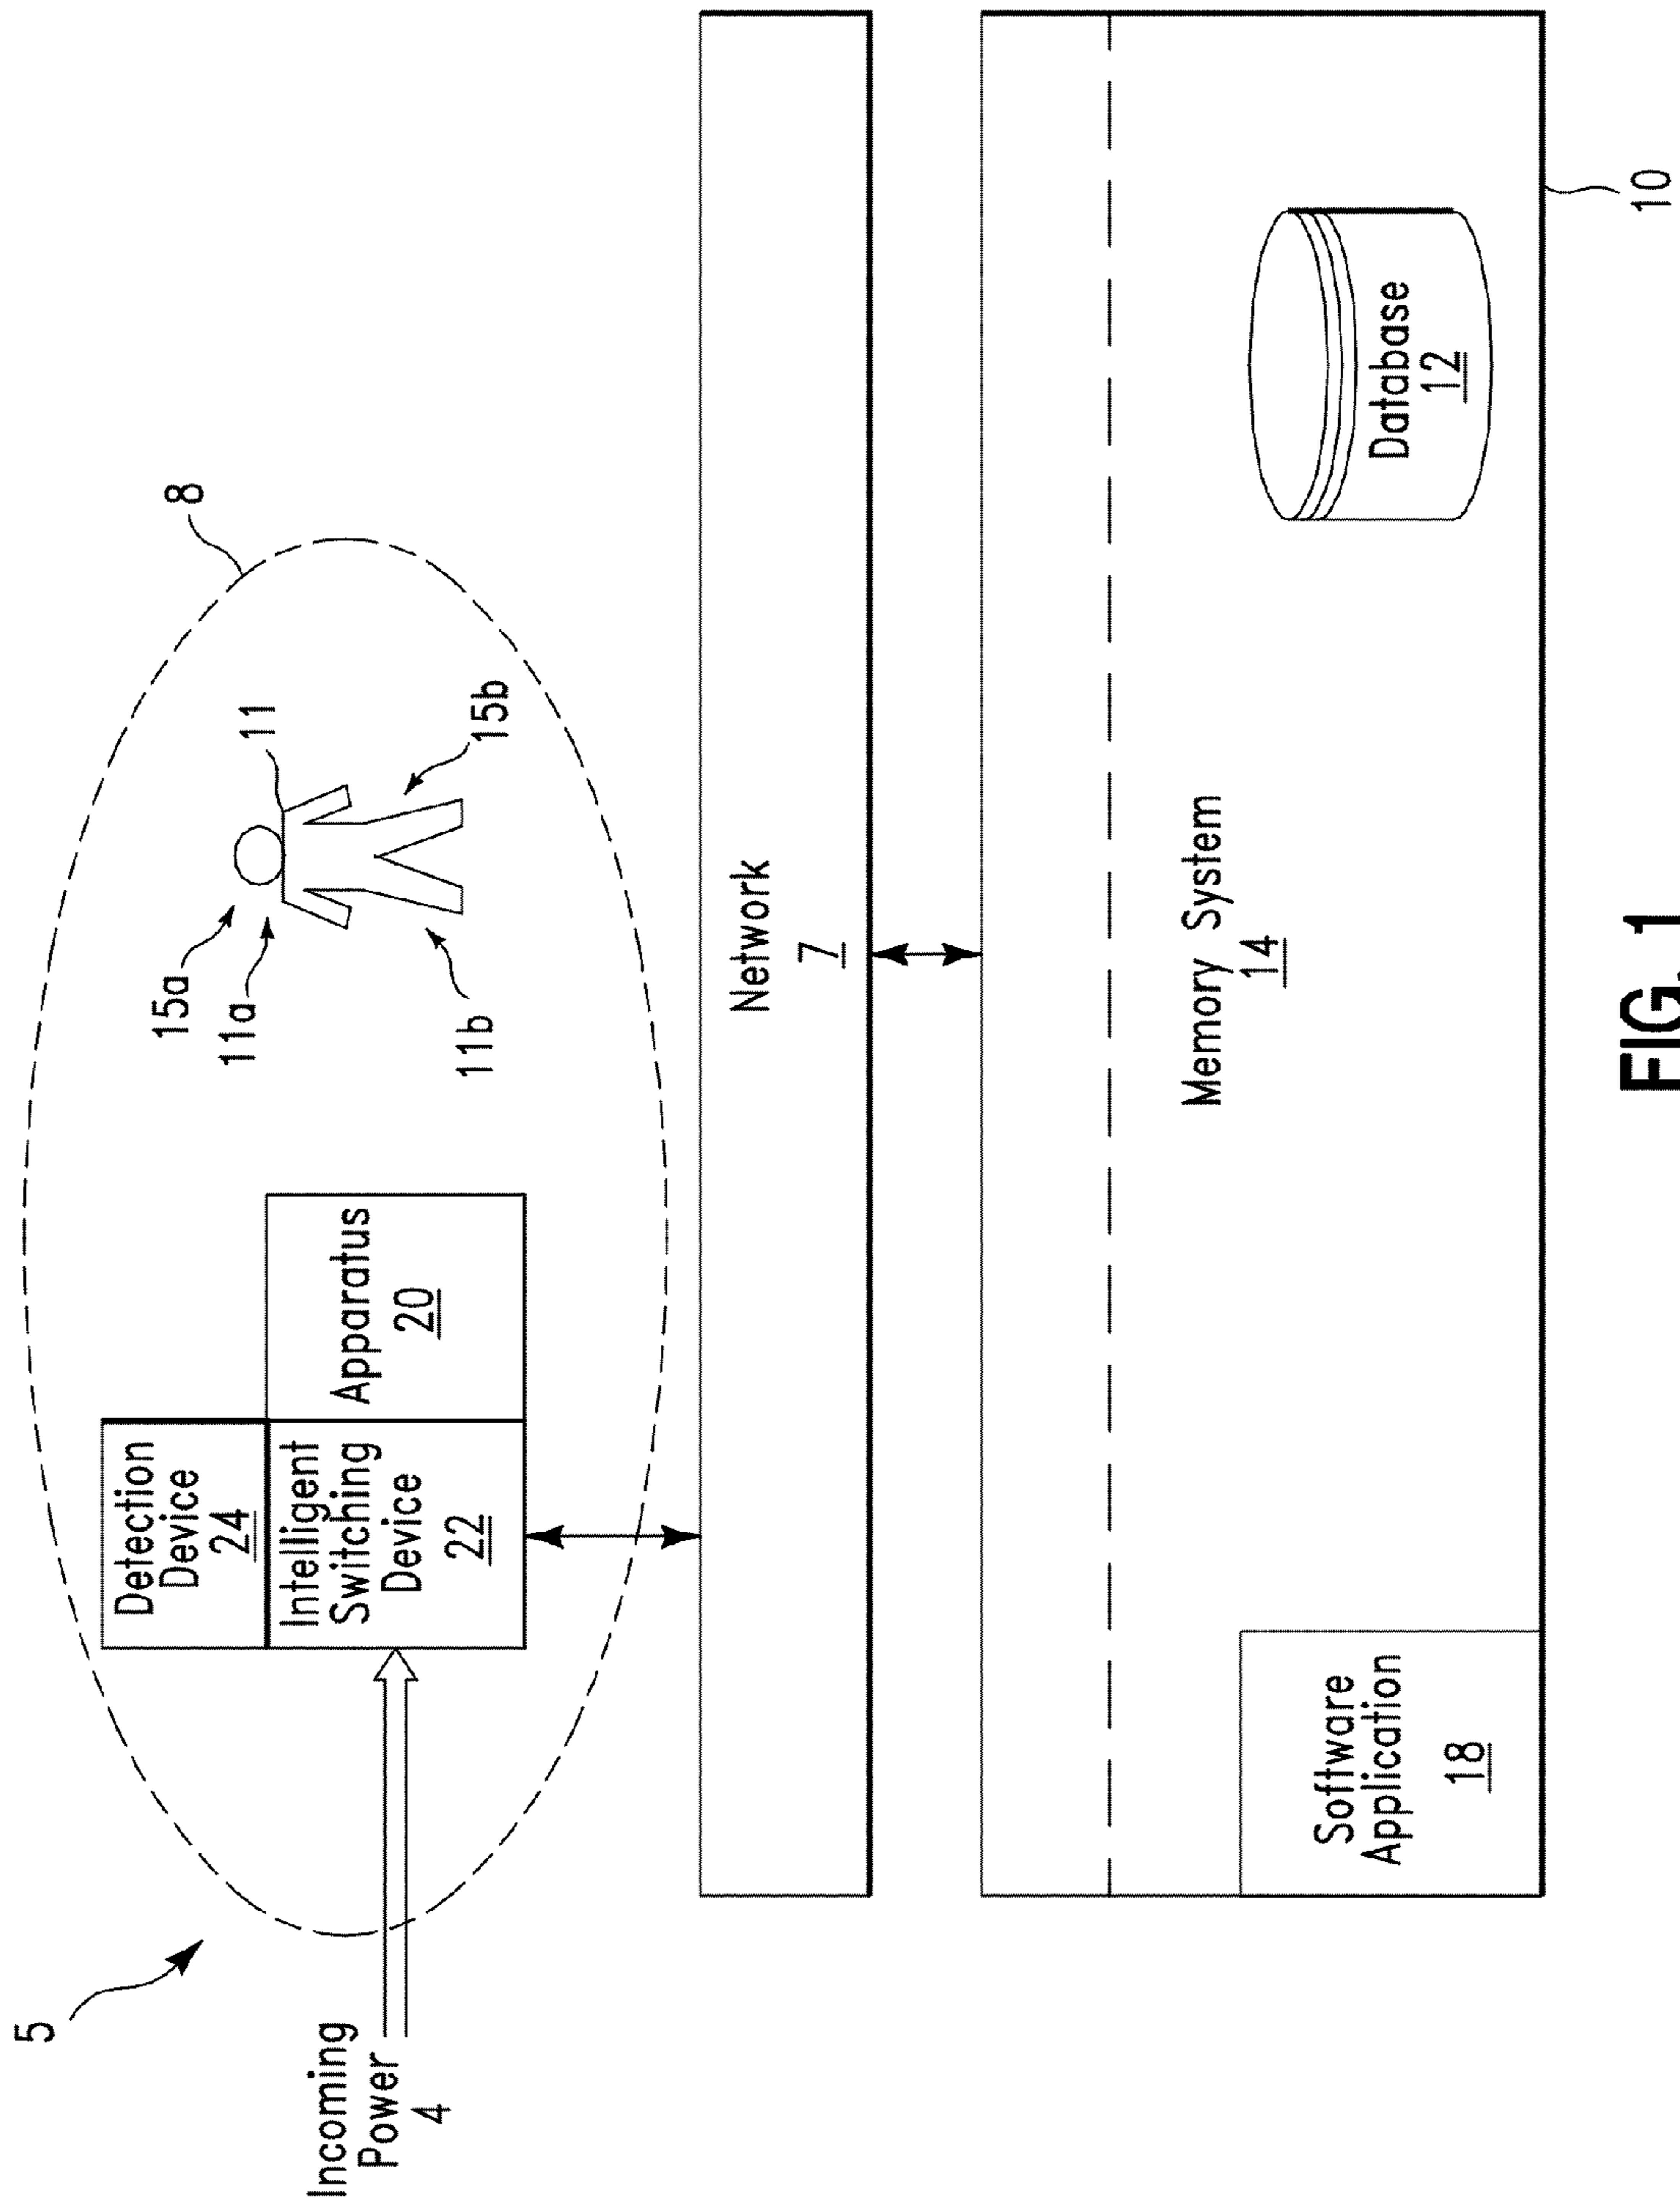 5
8
Detection
Device
24
Intelligent
Switching
Device
22
Apparatus
20
15a
11a
11
11b
15b
Incoming
Power
4
Network
7
Memory System
14
Software
Application
18
Database
12
10
FIG. 1